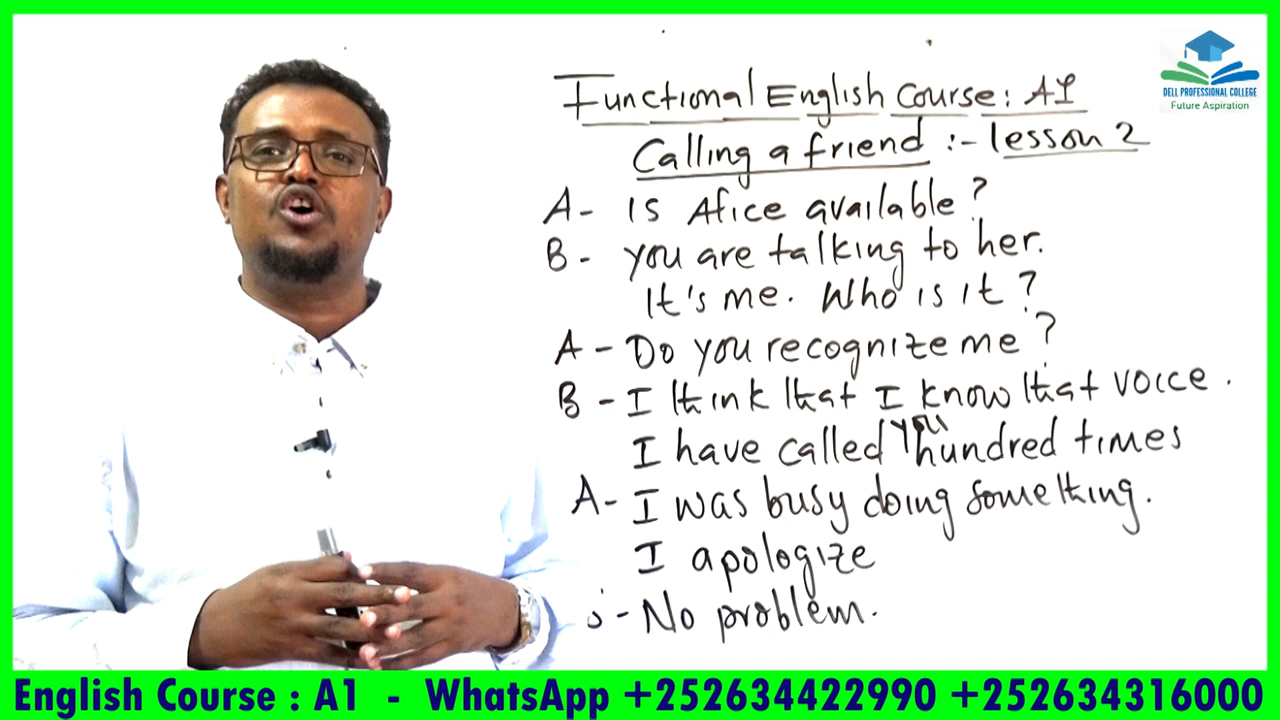 DELL PROFESSIONAL COLLEGE
Future Aspiration
Functional English Course: A1
Calling a friend :- lesson 2
A- Is Afice available?
B- you are talking to her.
It's me. Who is it?
A- Do you recognize me?
B- I think that I know that voice.
I have called you hundred times
A- I was busy doing something.
I apologize
- No problem.
English Course : A1 - WhatsApp +252634422990 +252634316000